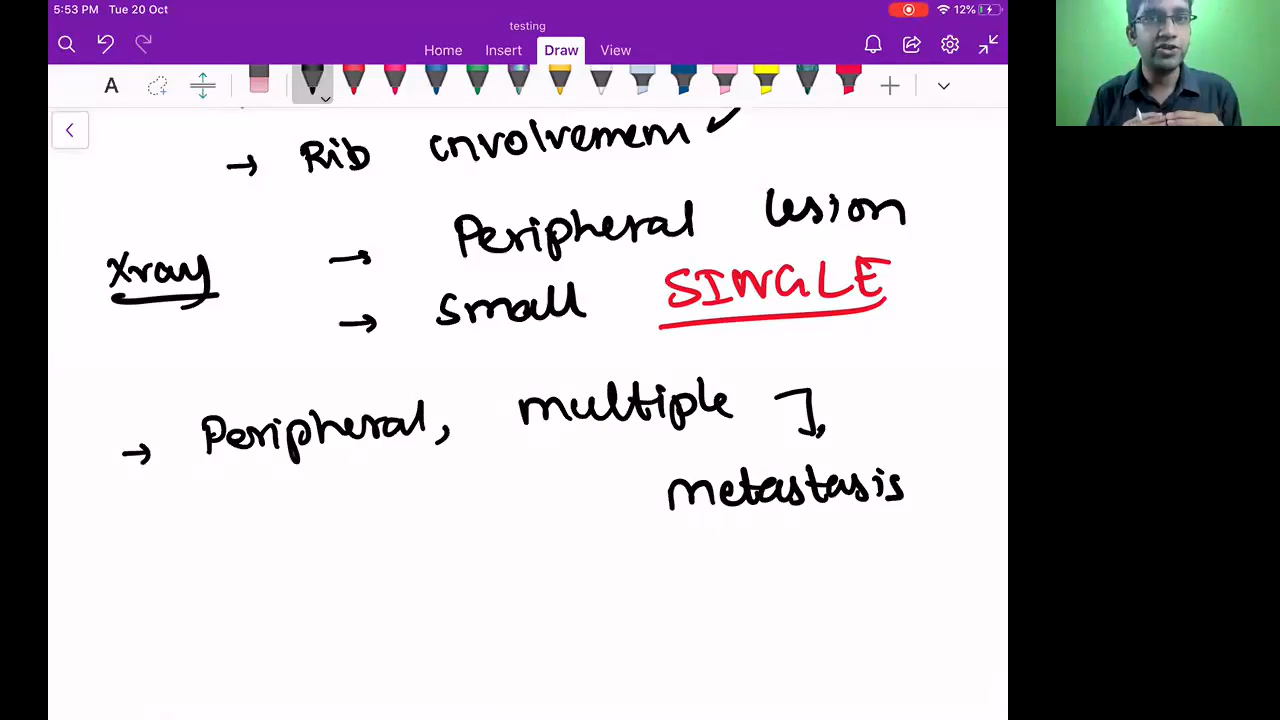 5:53 PM Tue 20 Oct
12%
testing
Home Insert Draw View
A
→ Rib involvement ✓
Xray → Peripheral lesion
→ small SINGLE
→ Peripheral, multiple ],
metastasis